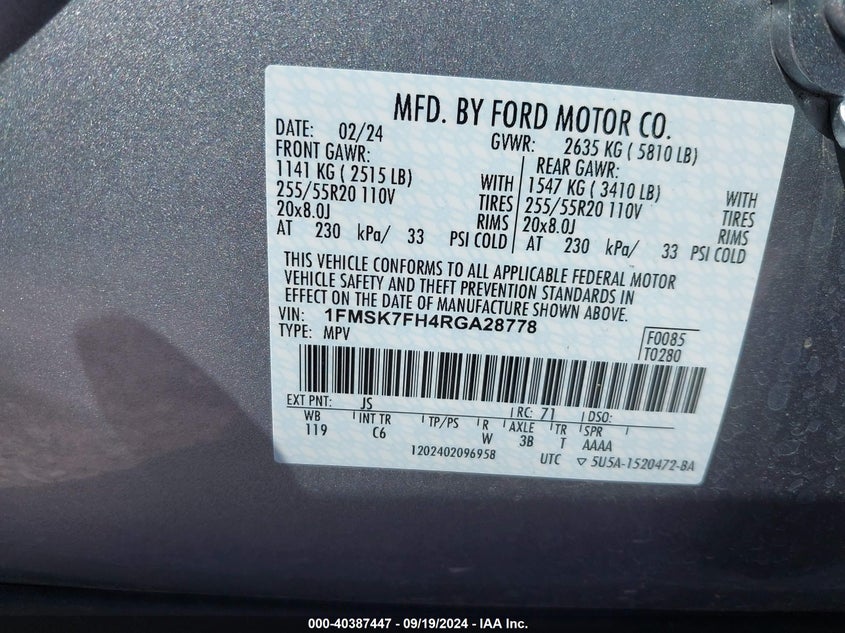 MFD. BY FORD MOTOR CO.
DATE: 02/24
GVWR: 2635 KG ( 5810 LB)
FRONT GAWR:
1141 KG ( 2515 LB) WITH
255/55R20 110V TIRES
20x8.0J RIMS
AT 230 kPa/ 33 PSI COLD
REAR GAWR:
1547 KG ( 3410 LB) WITH
255/55R20 110V TIRES
20x8.0J RIMS
AT 230 kPa/ 33 PSI COLD
THIS VEHICLE CONFORMS TO ALL APPLICABLE FEDERAL MOTOR
VEHICLE SAFETY AND THEFT PREVENTION STANDARDS IN
EFFECT ON THE DATE OF MANUFACTURE SHOWN ABOVE.
VIN: 1FMSK7FH4RGA28778
TYPE: MPV
F0085
T0280
EXT PNT: JS RC: 71 DSO:
WB INT TR TP/PS R AXLE TR SPR
119 C6 W 3B T AAAA
1202402096958 UTC ▽ 5U5A-1520472-BA
000-40387447 - 09/19/2024 - IAA Inc.